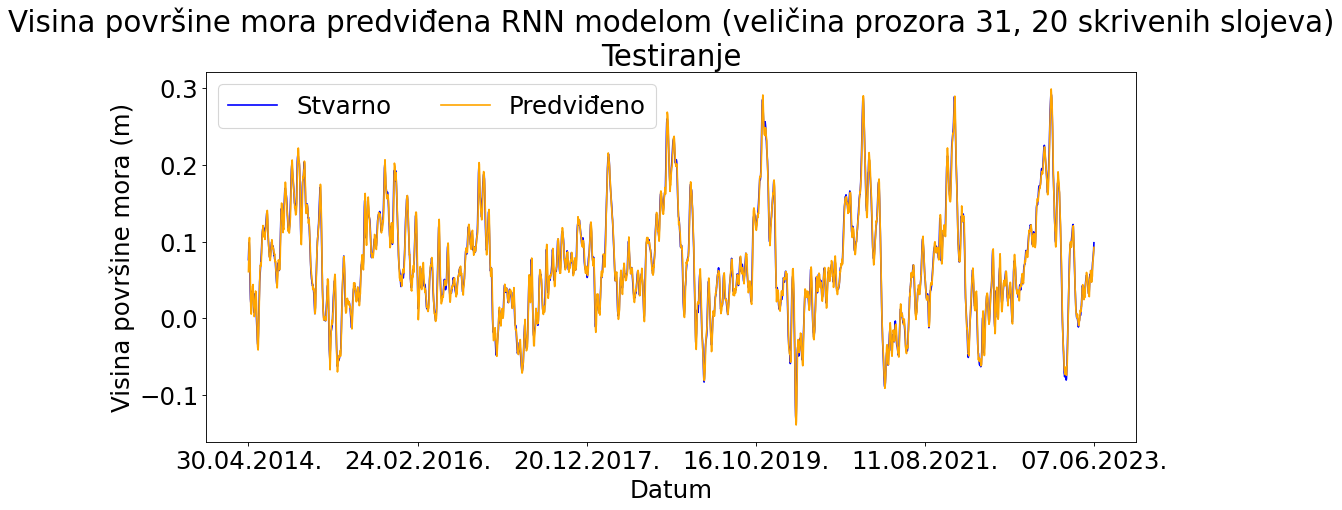 Visina površine mora predviđena RNN modelom (veličina prozora 31, 20 skrivenih slojeva)
Testiranje
Stvarno Predviđeno
Visina površine mora (m)
0.3
0.2
0.1
0.0
−0.1
30.04.2014. 24.02.2016. 20.12.2017. 16.10.2019. 11.08.2021. 07.06.2023.
Datum